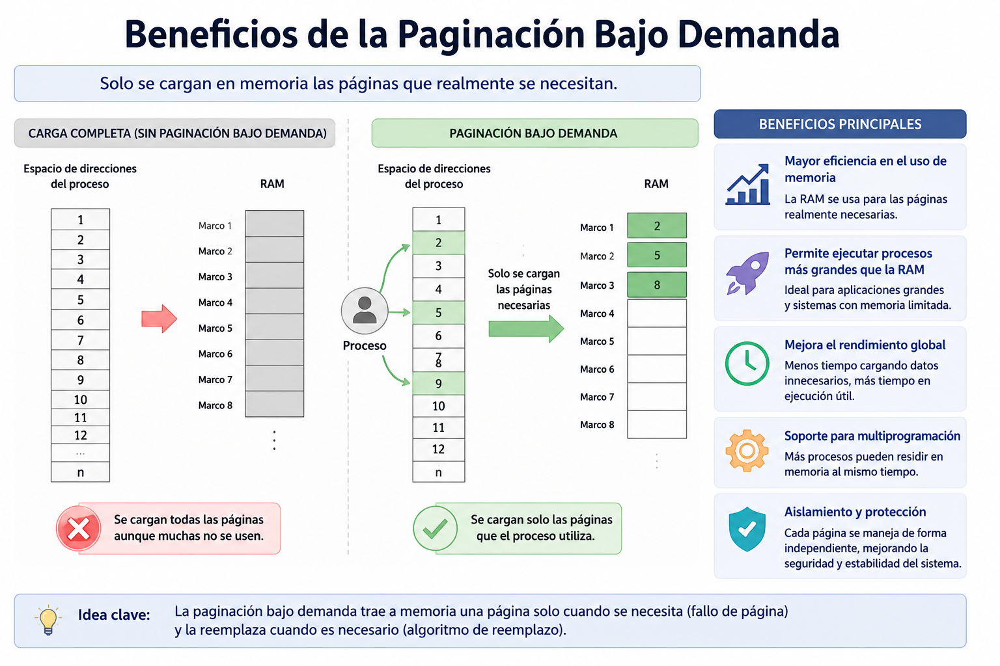 Beneficios de la Paginación Bajo Demanda
Solo se cargan en memoria las páginas que realmente se necesitan.
CARGA COMPLETA (SIN PAGINACIÓN BAJO DEMANDA)
Espacio de direcciones
del proceso
1
2
3
4
5
6
7
8
9
10
11
12
...
n
RAM
Marco 1
Marco 2
Marco 3
Marco 4
Marco 5
Marco 6
Marco 7
Marco 8
Se cargan todas las páginas
aunque muchas no se usen.
PAGINACIÓN BAJO DEMANDA
Proceso
Espacio de direcciones
del proceso
1
2
3
4
5
6
7
8
9
10
11
12
n
Solo se cargan
las páginas
necesarias
RAM
Marco 1 2
Marco 2 5
Marco 3 8
Marco 4
Marco 5
Marco 6
Marco 7
Marco 8
Se cargan solo las páginas
que el proceso utiliza.
BENEFICIOS PRINCIPALES
Mayor eficiencia en el uso de
memoria
La RAM se usa para las páginas
realmente necesarias.
Permite ejecutar procesos
más grandes que la RAM
Ideal para aplicaciones grandes
y sistemas con memoria limitada.
Mejora el rendimiento global
Menos tiempo cargando datos
innecesarios, más tiempo en
ejecución útil.
Soporte para multiprogramación
Más procesos pueden residir en
memoria al mismo tiempo.
Aislamiento y protección
Cada página se maneja de forma
independiente, mejorando la
seguridad y estabilidad del sistema.
Idea clave:
La paginación bajo demanda trae a memoria una página solo cuando se necesita (fallo de página)
y la reemplaza cuando es necesario (algoritmo de reemplazo).